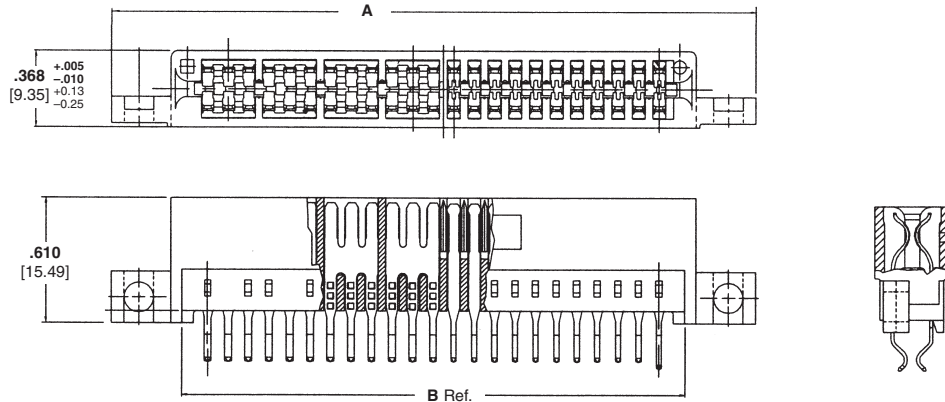 A
.368 +.005 –.010
[9.35] +0.13 –0.25
.610
[15.49]
B Ref.